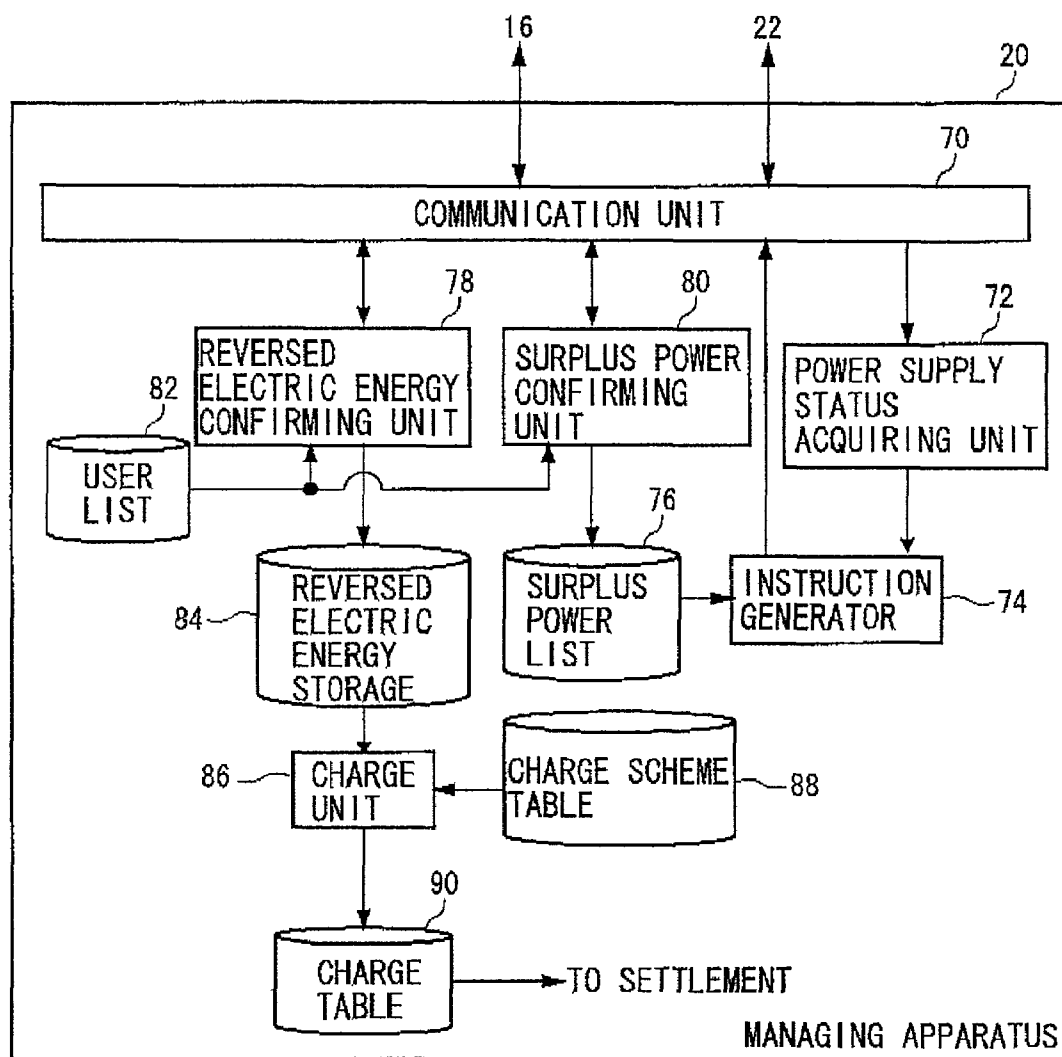 16
22
20
70
COMMUNICATION UNIT
78
80
72
REVERSED
ELECTRIC ENERGY
CONFIRMING UNIT
SURPLUS POWER
CONFIRMING
UNIT
POWER SUPPLY
STATUS
ACQUIRING UNIT
82
USER
LIST
76
84
REVERSED
ELECTRIC
ENERGY
STORAGE
SURPLUS
POWER
LIST
INSTRUCTION
GENERATOR
74
86
CHARGE
UNIT
CHARGE SCHEME
TABLE
88
90
CHARGE
TABLE
TO SETTLEMENT
MANAGING APPARATUS